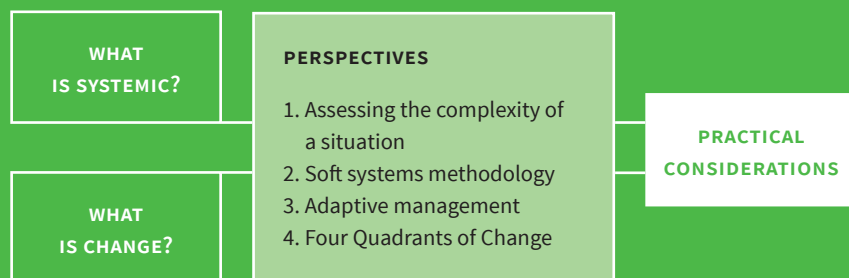 WHAT
IS SYSTEMIC?
WHAT
IS CHANGE?
PERSPECTIVES
1. Assessing the complexity of
a situation
2. Soft systems methodology
3. Adaptive management
4. Four Quadrants of Change
PRACTICAL
CONSIDERATIONS